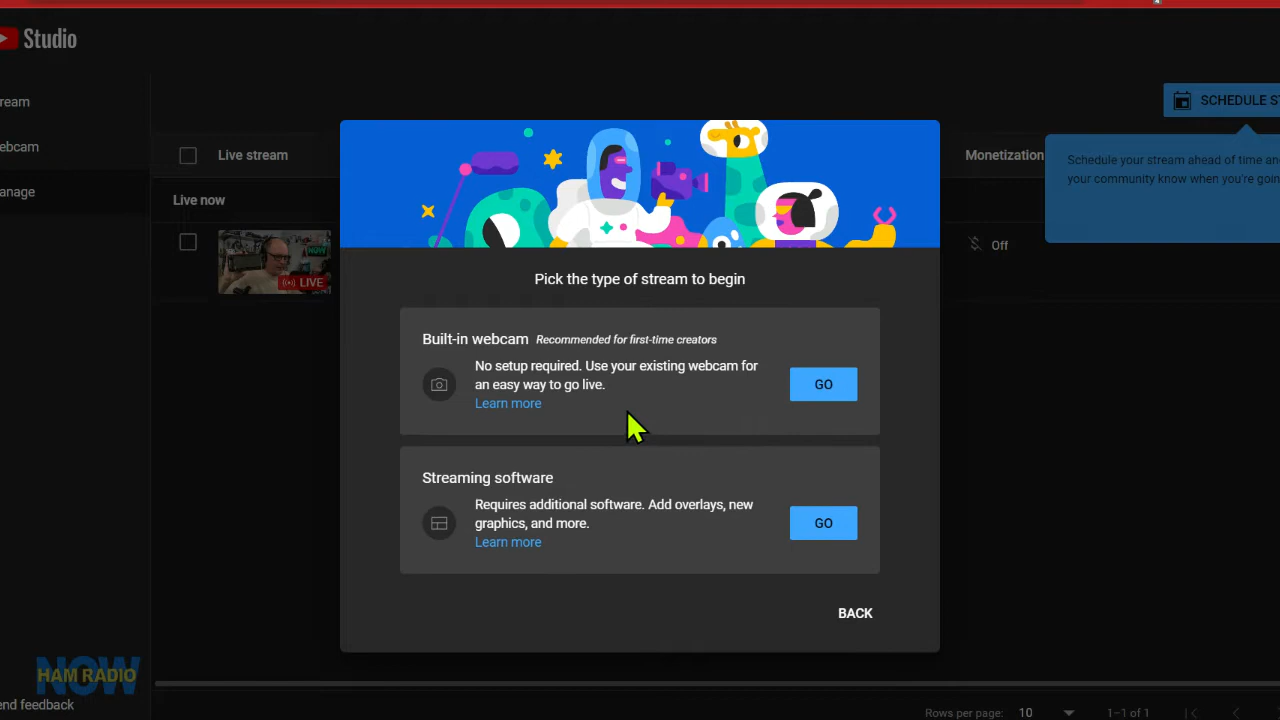 Studio
ream
SCHEDULE ST
ebcam
Live stream
Monetization
Schedule your stream ahead of time an
your community know when you're goin
anage
Live now
NOW
LIVE
Off
Pick the type of stream to begin
Built-in webcam Recommended for first-time creators
No setup required. Use your existing webcam for
an easy way to go live.
GO
Learn more
Streaming software
Requires additional software. Add overlays, new
graphics, and more.
GO
Learn more
BACK
NOW
HAM RADIO
end feedback
Rows per page: 10
1–1 of 1